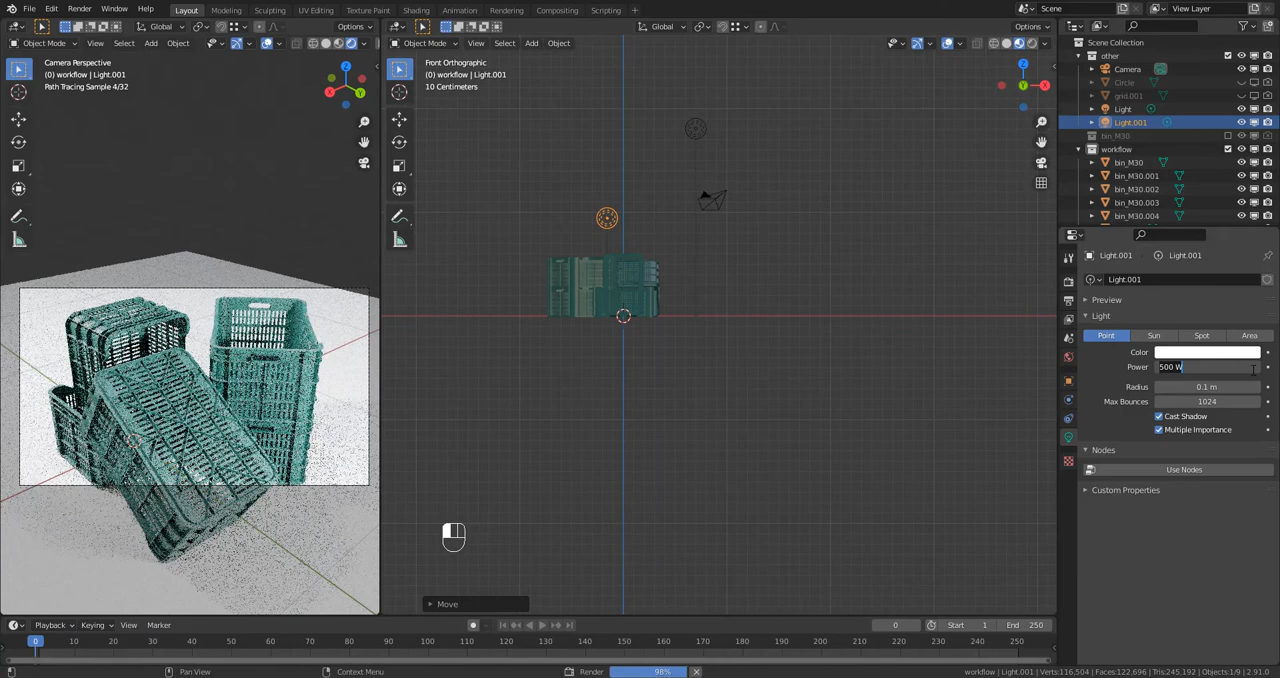 File Edit Render Window Help Layout Modeling Sculpting UV Editing Texture Paint Shading Animation Rendering Compositing Scripting Scene View Layer
Global Options Global Options
Object Mode View Select Add Object Object Mode View Select Add Object
Camera Perspective
(0) workflow | Light.001
Path Tracing Sample 4/32
Front Orthographic
(0) workflow | Light.001
10 Centimeters
Z
X
Y
Z
Y
X
Scene Collection
other
Camera
Circle
grid.001
Light
Light.001
bin_M30
workflow
bin_M30
bin_M30.001
bin_M30.002
bin_M30.003
bin_M30.004
Light.001 Light.001
Light.001
Preview
Light
Point Sun Spot Area
Color
Power 500 W
Radius 0.1 m
Max Bounces 1024
Cast Shadow
Multiple Importance
Nodes
Use Nodes
Custom Properties
Move
Playback Keying View Marker 0 Start 1 End 250
0 10 20 30 40 50 60 70 80 90 100 110 120 130 140 150 160 170 180 190 200 210 220 230 240 250
Pan View Context Menu Render 98% workflow | Light.001 | Verts:116,504 | Faces:122,696 | Tris:245,192 | Objects:1/9 | 2.91.0